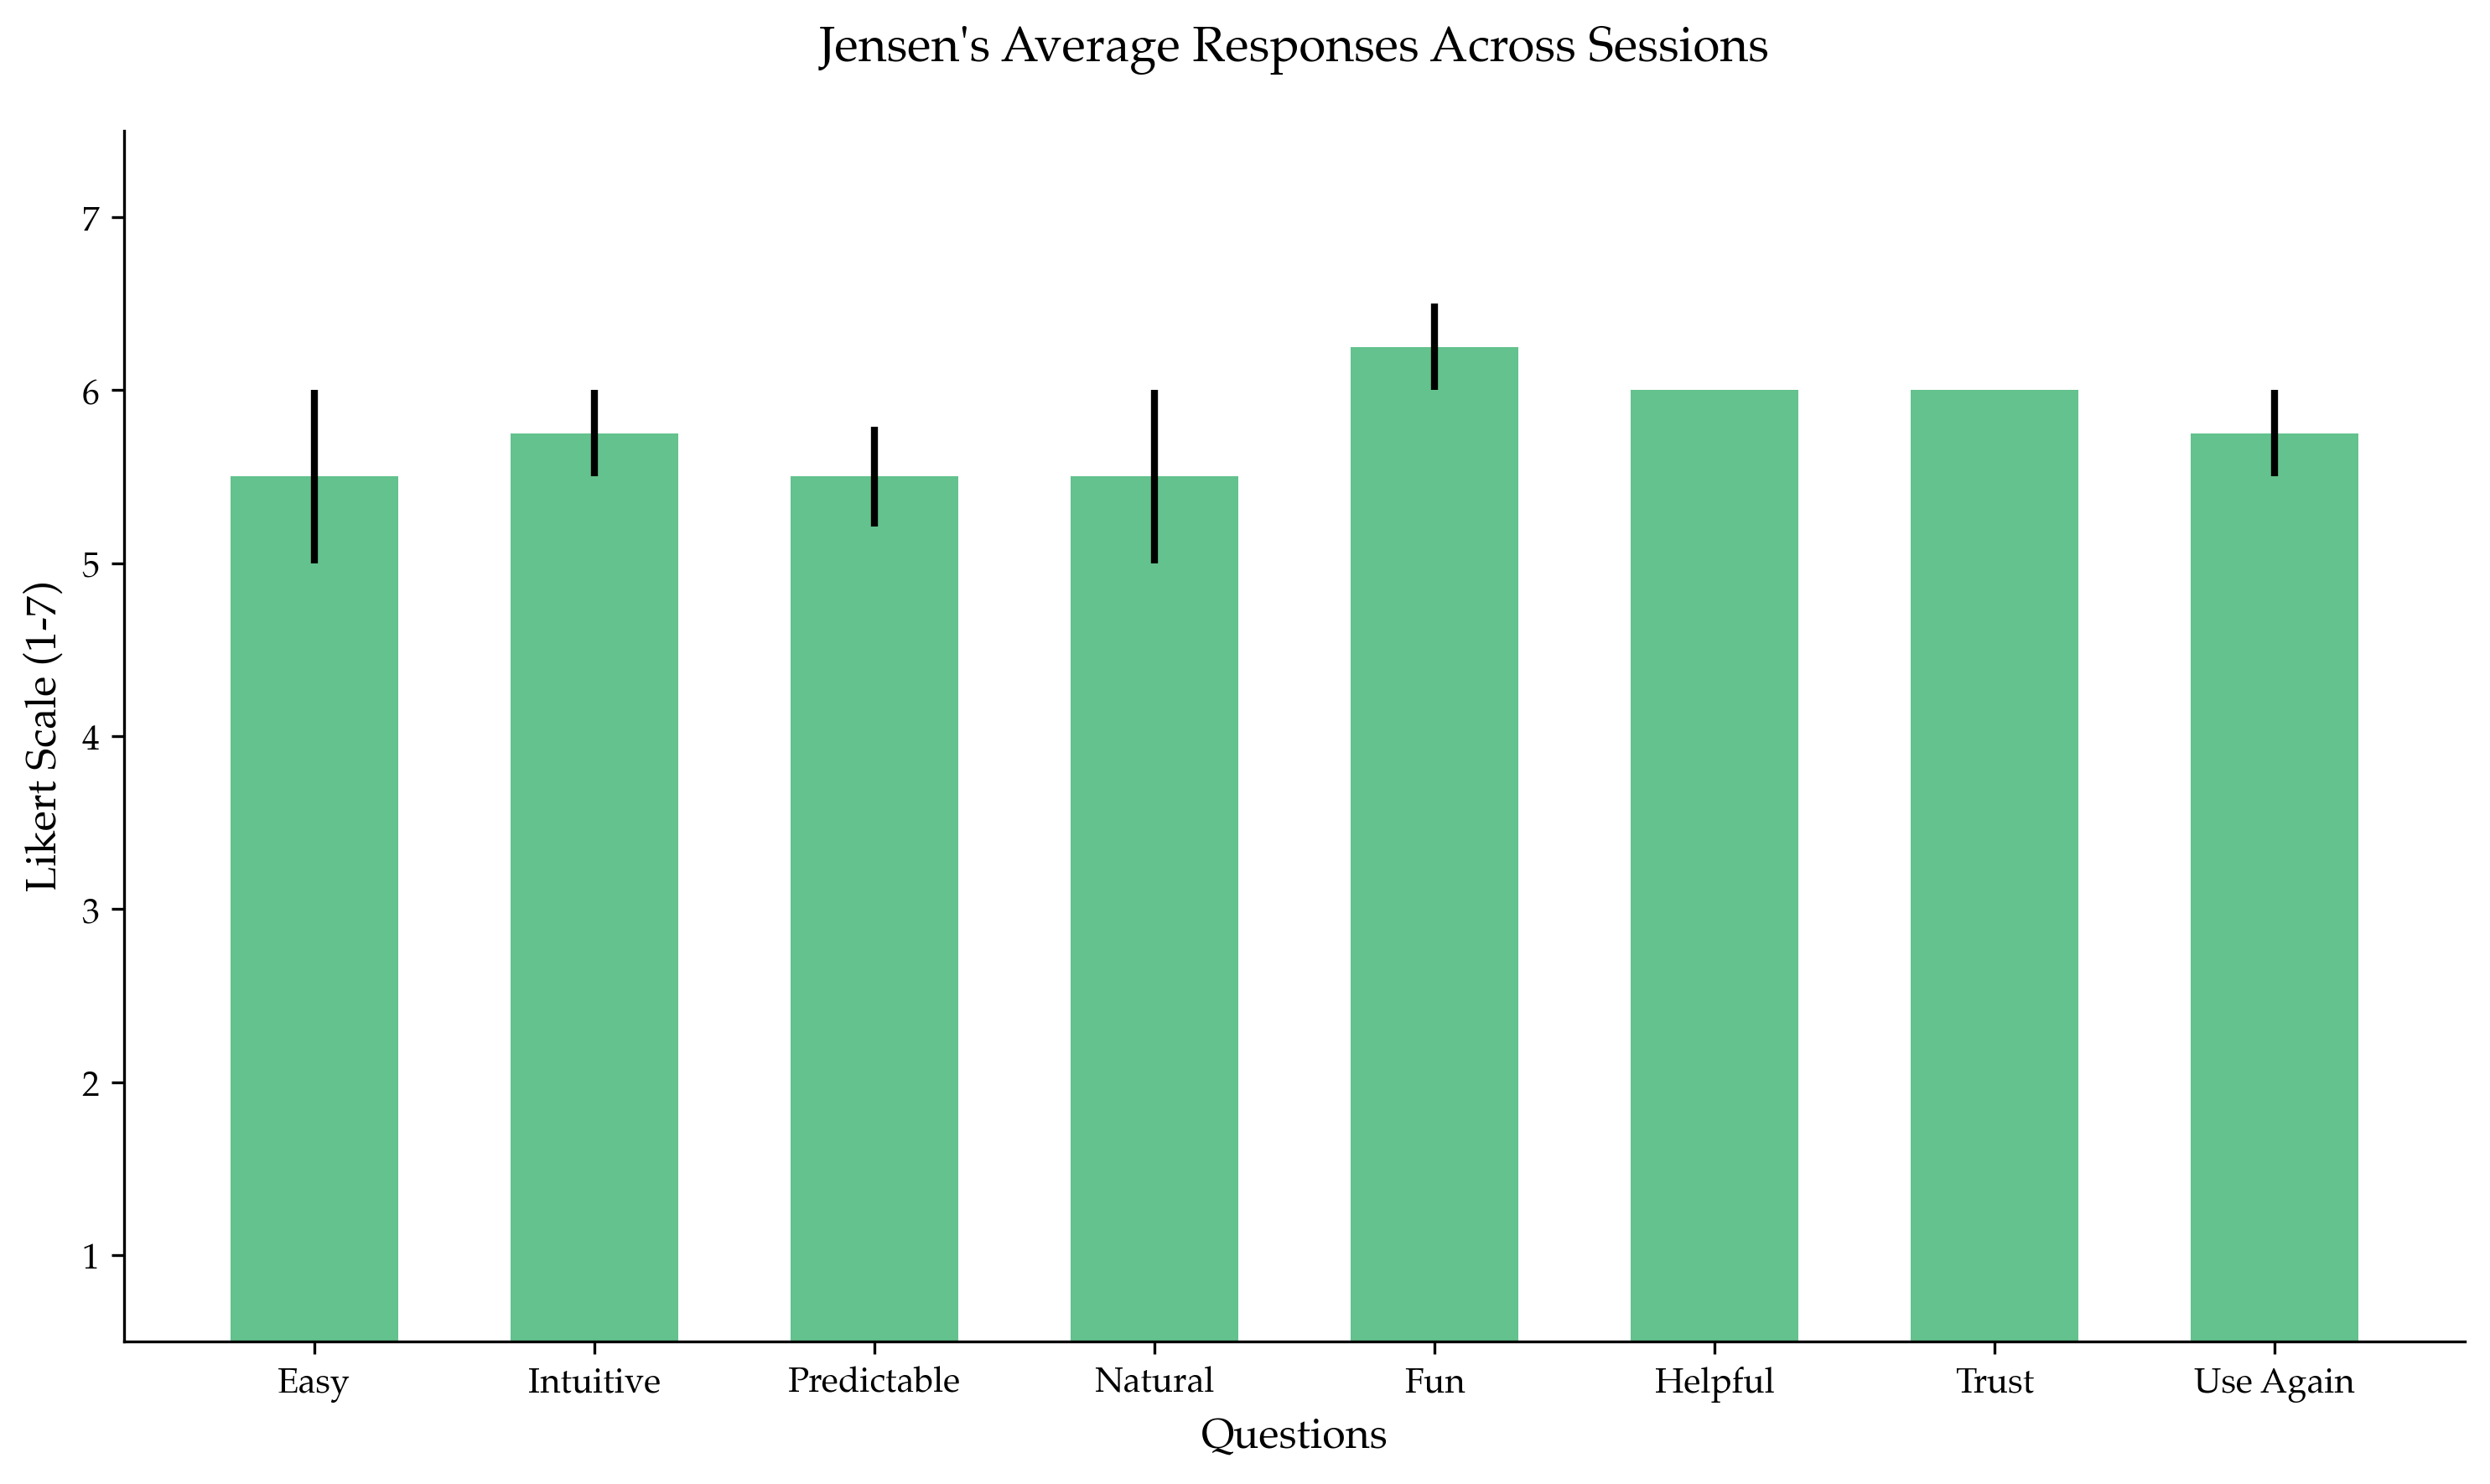 Jensen's Average Responses Across Sessions
Likert Scale (1-7)
7
6
5
4
3
2
1
Easy Intuitive Predictable Natural Fun Helpful Trust Use Again
Questions